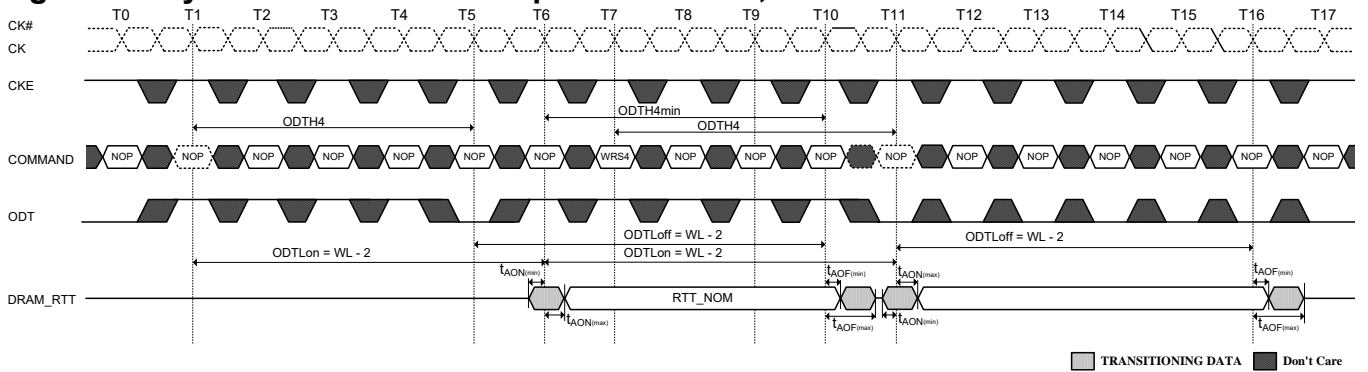 T0 T1 T2 T3 T4 T5 T6 T7 T8 T9 T10 T11 T12 T13 T14 T15 T16 T17
CK#
CK
CKE
ODTH4min
ODTH4
ODTH4
COMMAND NOP NOP NOP NOP NOP NOP NOP WRS4 NOP NOP NOP NOP NOP NOP NOP NOP NOP NOP
ODT
ODTLoff = WL - 2 ODTLoff = WL - 2
ODTLon = WL - 2 ODTLon = WL - 2
tAON(min) tAOF(min) tAON(max) tAOF(min)
DRAM_RTT RTT_NOM
tAON(max) tAOF(max) tAON(min) tAOF(max)
TRANSITIONING DATA Don't Care